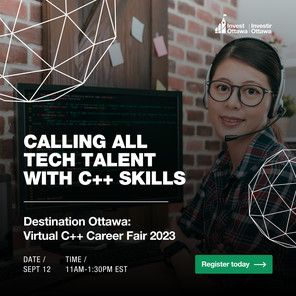 Invest Ottawa
Investir Ottawa
CALLING ALL
TECH TALENT
WITH C++ SKILLS
Destination Ottawa:
Virtual C++ Career Fair 2023
DATE /
SEPT 12
TIME /
11AM-1:30PM EST
Register today